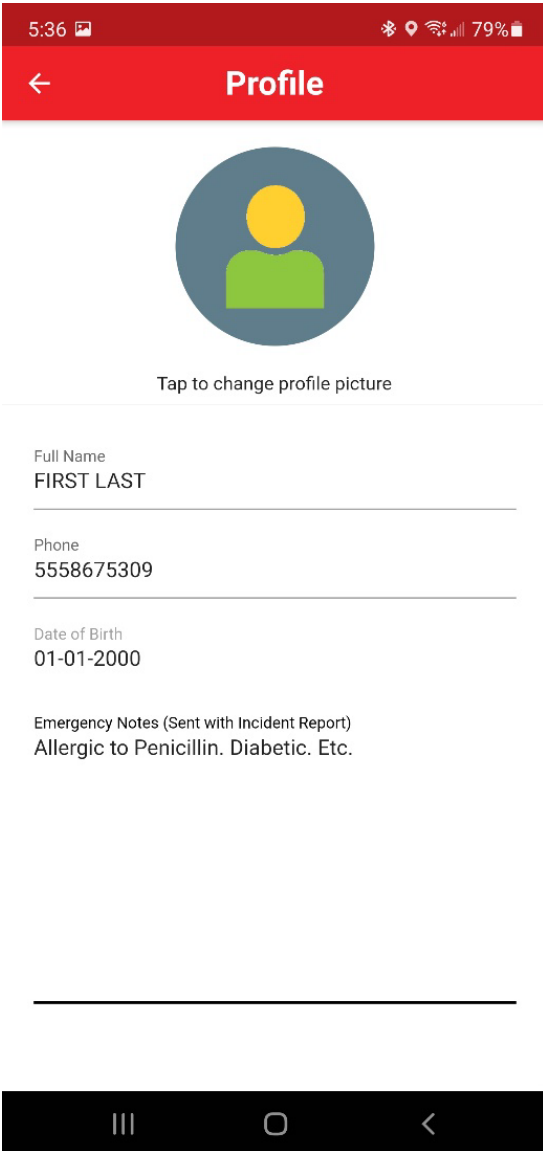 5:36 79%
Profile
Tap to change profile picture
Full Name
FIRST LAST
Phone
5558675309
Date of Birth
01-01-2000
Emergency Notes (Sent with Incident Report)
Allergic to Penicillin. Diabetic. Etc.